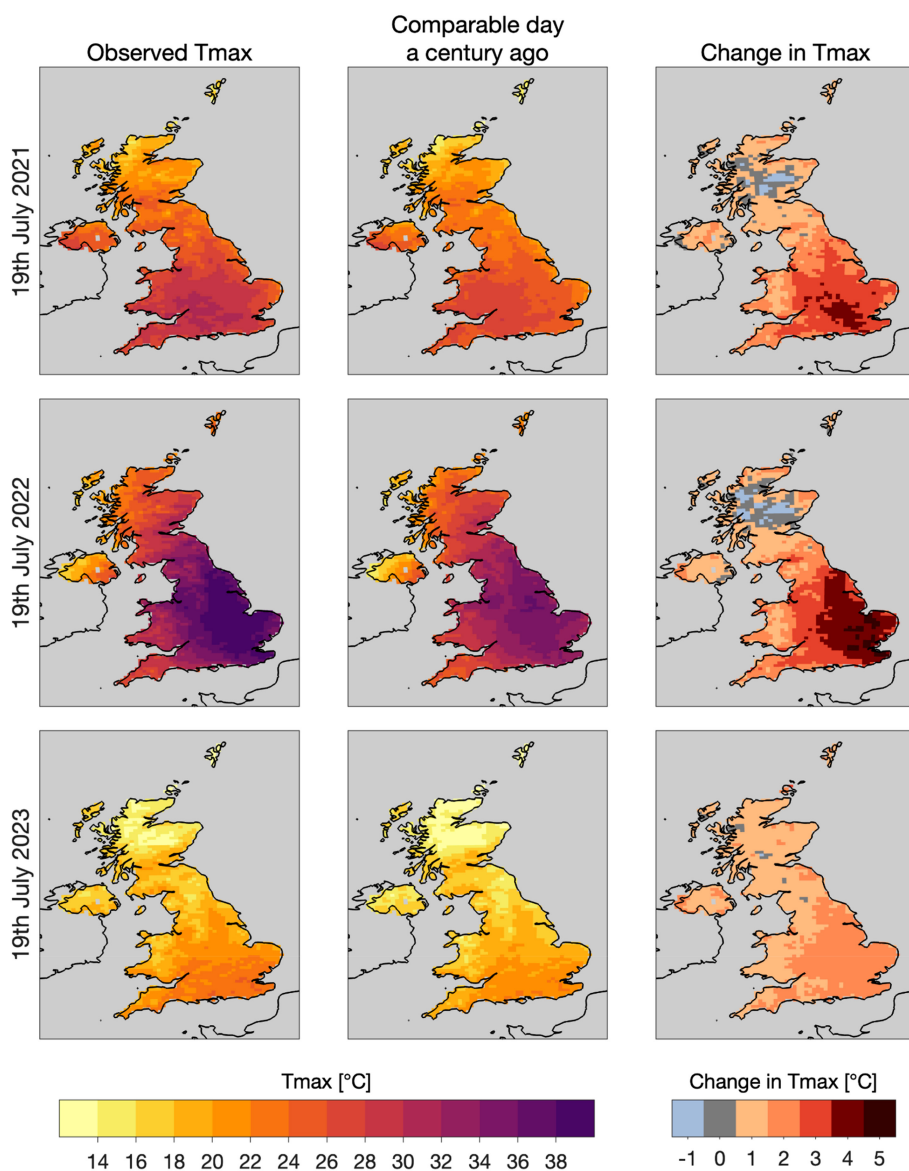 Observed Tmax
Comparable day
a century ago
Change in Tmax
19th July 2021
19th July 2022
19th July 2023
Tmax [°C]
14 16 18 20 22 24 26 28 30 32 34 36 38
Change in Tmax [°C]
-1 0 1 2 3 4 5